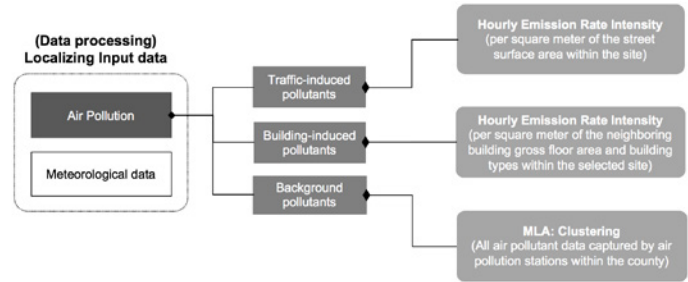 (Data processing)
Localizing Input data
Air Pollution
Meteorological data
Traffic-induced
pollutants
Building-induced
pollutants
Background
pollutants
Hourly Emission Rate Intensity
(per square meter of the street
surface area within the site)
Hourly Emission Rate Intensity
(per square meter of the neighboring
building gross floor area and building
types within the selected site)
MLA: Clustering
(All air pollutant data captured by air
pollution stations within the county)